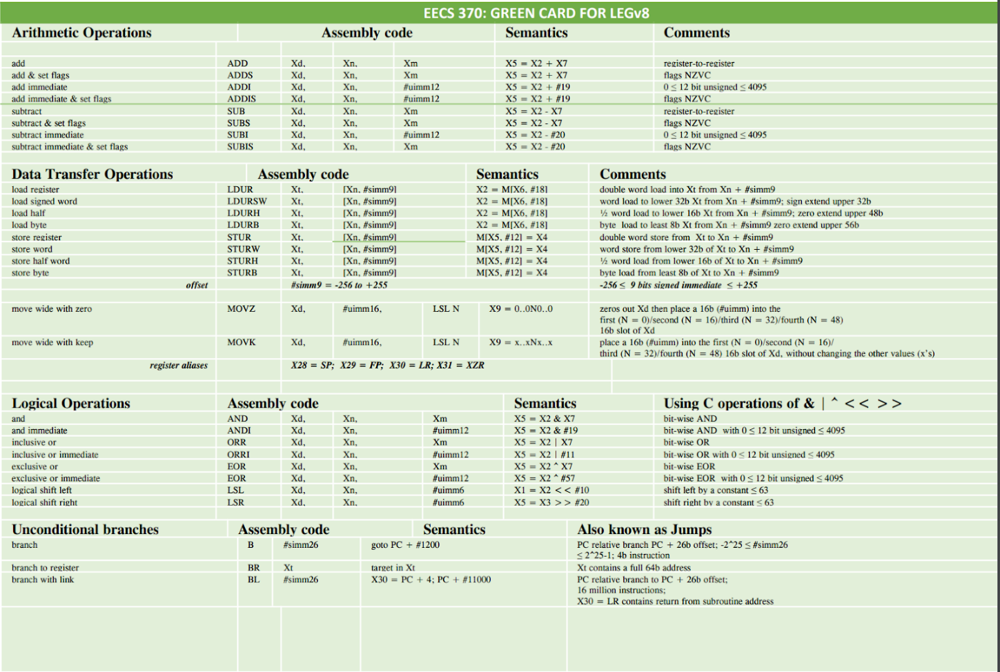 EECS 370: GREEN CARD FOR LEGv8
Arithmetic Operations Assembly code Semantics Comments
add ADD Xd, Xn, Xm X5 = X2 + X7 register-to-register
add & set flags ADDS Xd, Xn, Xm X5 = X2 + X7 flags NZVC
add immediate ADDI Xd, Xn, #uimm12 X5 = X2 + #19 0 ≤ 12 bit unsigned ≤ 4095
add immediate & set flags ADDIS Xd, Xn, #uimm12 X5 = X2 + #19 flags NZVC
subtract SUB Xd, Xn, Xm X5 = X2 - X7 register-to-register
subtract & set flags SUBS Xd, Xn, Xm X5 = X2 - X7 flags NZVC
subtract immediate SUBI Xd, Xn, #uimm12 X5 = X2 - #20 0 ≤ 12 bit unsigned ≤ 4095
subtract immediate & set flags SUBIS Xd, Xn, Xm X5 = X2 - #20 flags NZVC
Data Transfer Operations Assembly code Semantics Comments
load register LDUR Xt, [Xn, #simm9] X2 = M[X6, #18] double word load into Xt from Xn + #simm9
load signed word LDURSW Xt, [Xn, #simm9] X2 = M[X6, #18] word load to lower 32b Xt from Xn + #simm9; sign extend upper 32b
load half LDURH Xt, [Xn, #simm9] X2 = M[X6, #18] ½ word load to lower 16b Xt from Xn + #simm9; zero extend upper 48b
load byte LDURB Xt, [Xn, #simm9] X2 = M[X6, #18] byte load to least 8b Xt from Xn + #simm9 zero extend upper 56b
store register STUR Xt, [Xn, #simm9] M[X5, #12] = X4 double word store from Xt to Xn + #simm9
store word STURW Xt, [Xn, #simm9] M[X5, #12] = X4 word store from lower 32b of Xt to Xn + #simm9
store half word STURH Xt, [Xn, #simm9] M[X5, #12] = X4 ½ word load from lower 16b of Xt to Xn + #simm9
store byte STURB Xt, [Xn, #simm9] M[X5, #12] = X4 byte load from least 8b of Xt to Xn + #simm9
offset #simm9 = -256 to +255 -256 ≤ 9 bits signed immediate ≤ +255
move wide with zero MOVZ Xd, #uimm16, LSL N X9 = 0..0N0..0 zeros out Xd then place a 16b (#uimm) into the
first (N = 0)/second (N = 16)/third (N = 32)/fourth (N = 48)
16b slot of Xd
move wide with keep MOVK Xd, #uimm16, LSL N X9 = x..xNx..x place a 16b (#uimm) into the first (N = 0)/second (N = 16)/
third (N = 32)/fourth (N = 48) 16b slot of Xd, without changing the other values (x's)
register aliases X28 = SP; X29 = FP; X30 = LR; X31 = XZR
Logical Operations Assembly code Semantics Using C operations of & | ^ < < > >
and AND Xd, Xn, Xm X5 = X2 & X7 bit-wise AND
and immediate ANDI Xd, Xn, #uimm12 X5 = X2 & #19 bit-wise AND with 0 ≤ 12 bit unsigned ≤ 4095
inclusive or ORR Xd, Xn, Xm X5 = X2 | X7 bit-wise OR
inclusive or immediate ORRI Xd, Xn, #uimm12 X5 = X2 | #11 bit-wise OR with 0 ≤ 12 bit unsigned ≤ 4095
exclusive or EOR Xd, Xn, Xm X5 = X2 ^ X7 bit-wise EOR
exclusive or immediate EOR Xd, Xn, #uimm12 X5 = X2 ^ #57 bit-wise EOR with 0 ≤ 12 bit unsigned ≤ 4095
logical shift left LSL Xd, Xn, #uimm6 X1 = X2 < < #10 shift left by a constant ≤ 63
logical shift right LSR Xd, Xn, #uimm6 X5 = X3 > > #20 shift right by a constant ≤ 63
Unconditional branches Assembly code Semantics Also known as Jumps
branch B #simm26 goto PC + #1200 PC relative branch PC + 26b offset; -2^25 ≤ #simm26
≤ 2^25-1; 4b instruction
branch to register BR Xt target in Xt Xt contains a full 64b address
branch with link BL #simm26 X30 = PC + 4; PC + #11000 PC relative branch to PC + 26b offset;
16 million instructions;
X30 = LR contains return from subroutine address